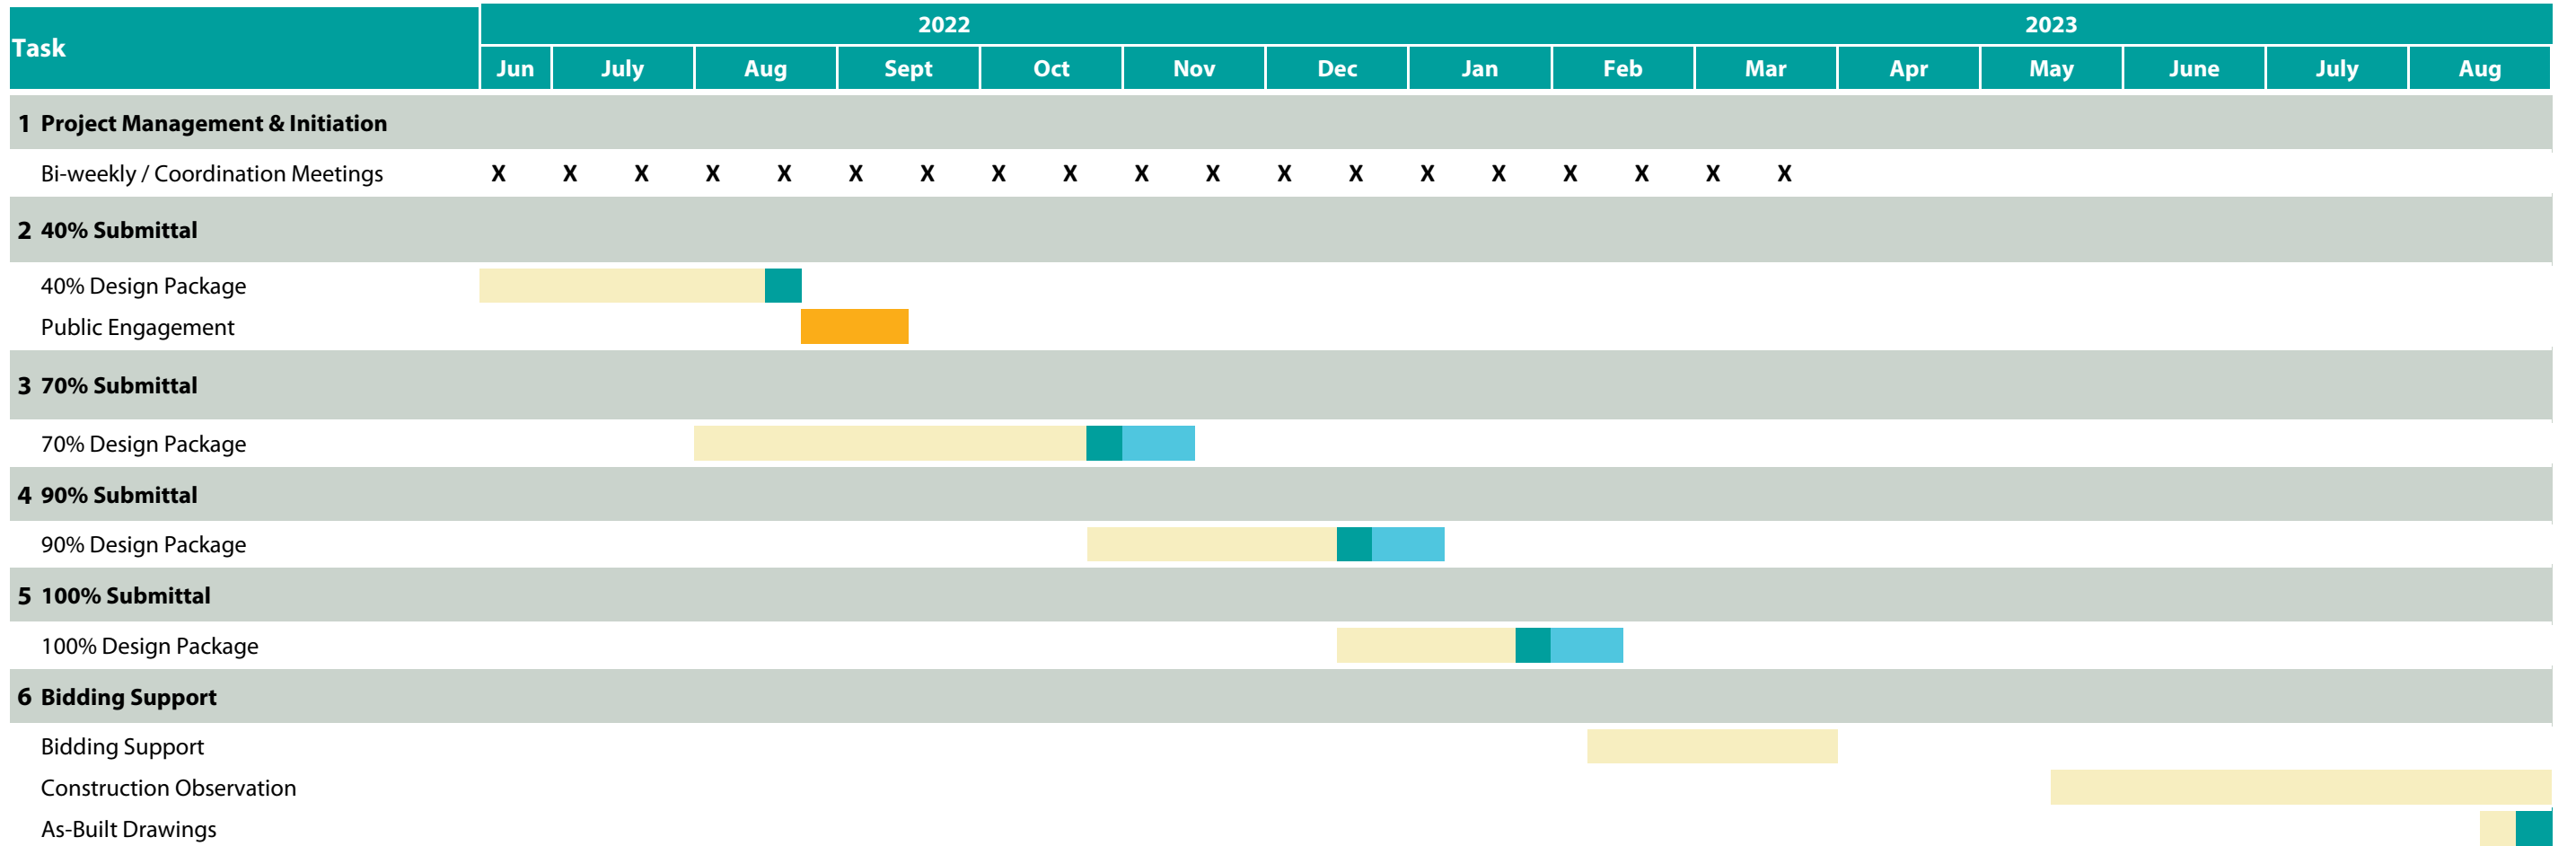 2022 2023
Task
Jun July Aug Sept Oct Nov Dec Jan Feb Mar Apr May June July Aug
1 Project Management & Initiation
Bi-weekly / Coordination Meetings X X X X X X X X X X X X X X X X X X X
2 40% Submittal
40% Design Package
Public Engagement
3 70% Submittal
70% Design Package
4 90% Submittal
90% Design Package
5 100% Submittal
100% Design Package
6 Bidding Support
Bidding Support
Construction Observation
As-Built Drawings